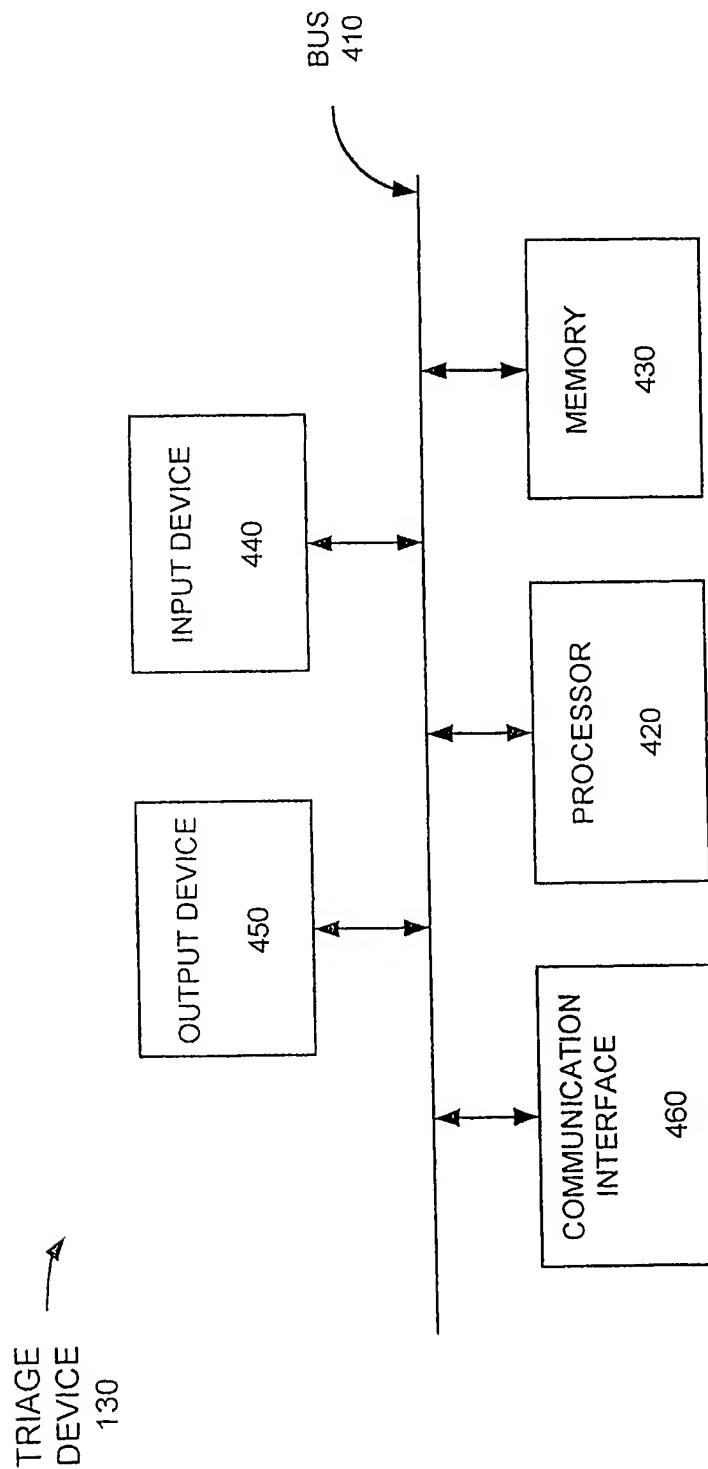 TRIAGE
DEVICE
130
BUS
410
OUTPUT DEVICE
450
INPUT DEVICE
440
COMMUNICATION
INTERFACE
460
PROCESSOR
420
MEMORY
430